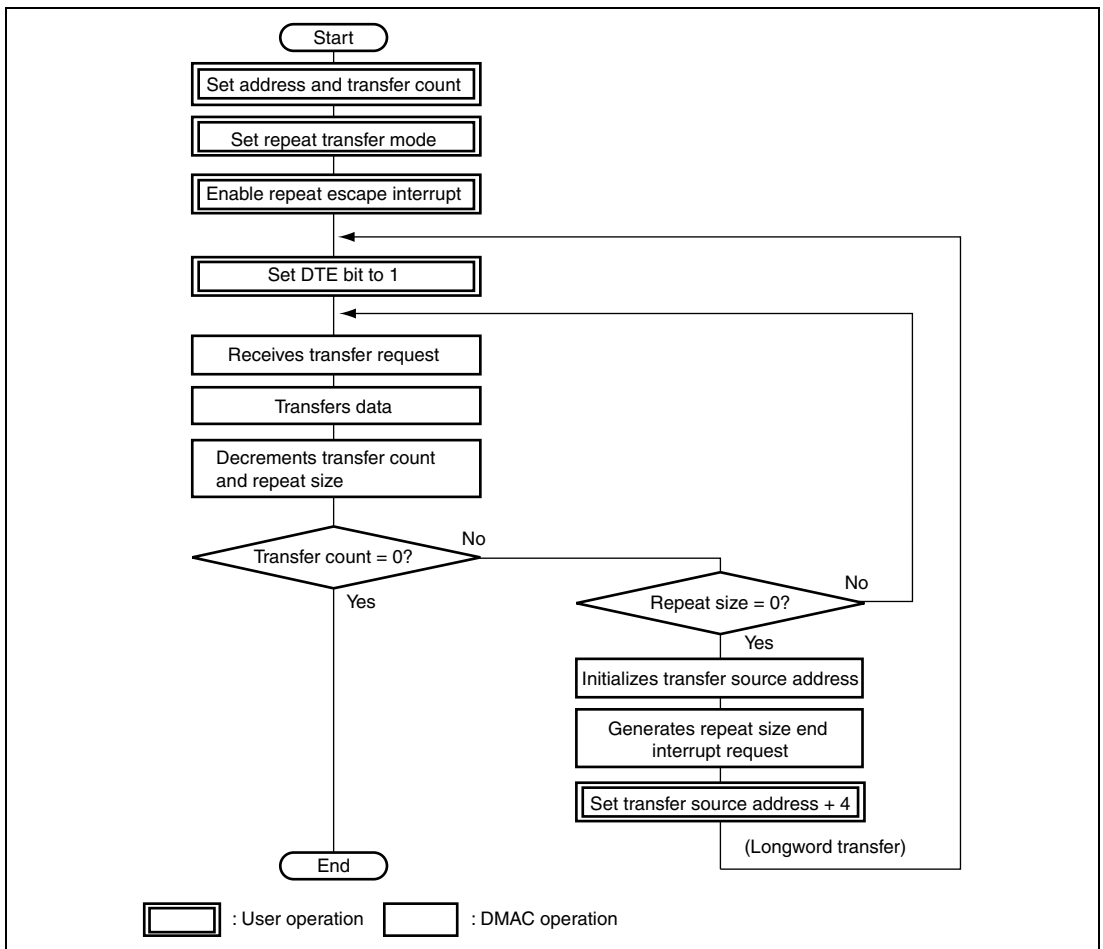 Start
Set address and transfer count
Set repeat transfer mode
Enable repeat escape interrupt
Set DTE bit to 1
Receives transfer request
Transfers data
Decrements transfer count
and repeat size
Transfer count = 0?
No
Yes
Repeat size = 0?
No
Yes
Initializes transfer source address
Generates repeat size end
interrupt request
Set transfer source address + 4
(Longword transfer)
End
: User operation
: DMAC operation